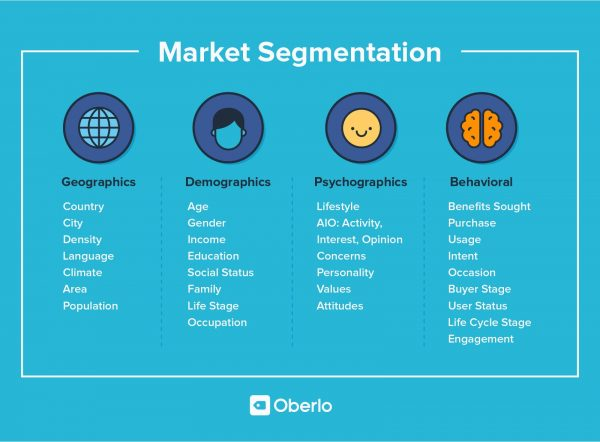 Market Segmentation
Geographics
Country
City
Density
Language
Climate
Area
Population
Demographics
Age
Gender
Income
Education
Social Status
Family
Life Stage
Occupation
Psychographics
Lifestyle
AIO: Activity,
Interest, Opinion
Concerns
Personality
Values
Attitudes
Behavioral
Benefits Sought
Purchase
Usage
Intent
Occasion
Buyer Stage
User Status
Life Cycle Stage
Engagement
Oberlo